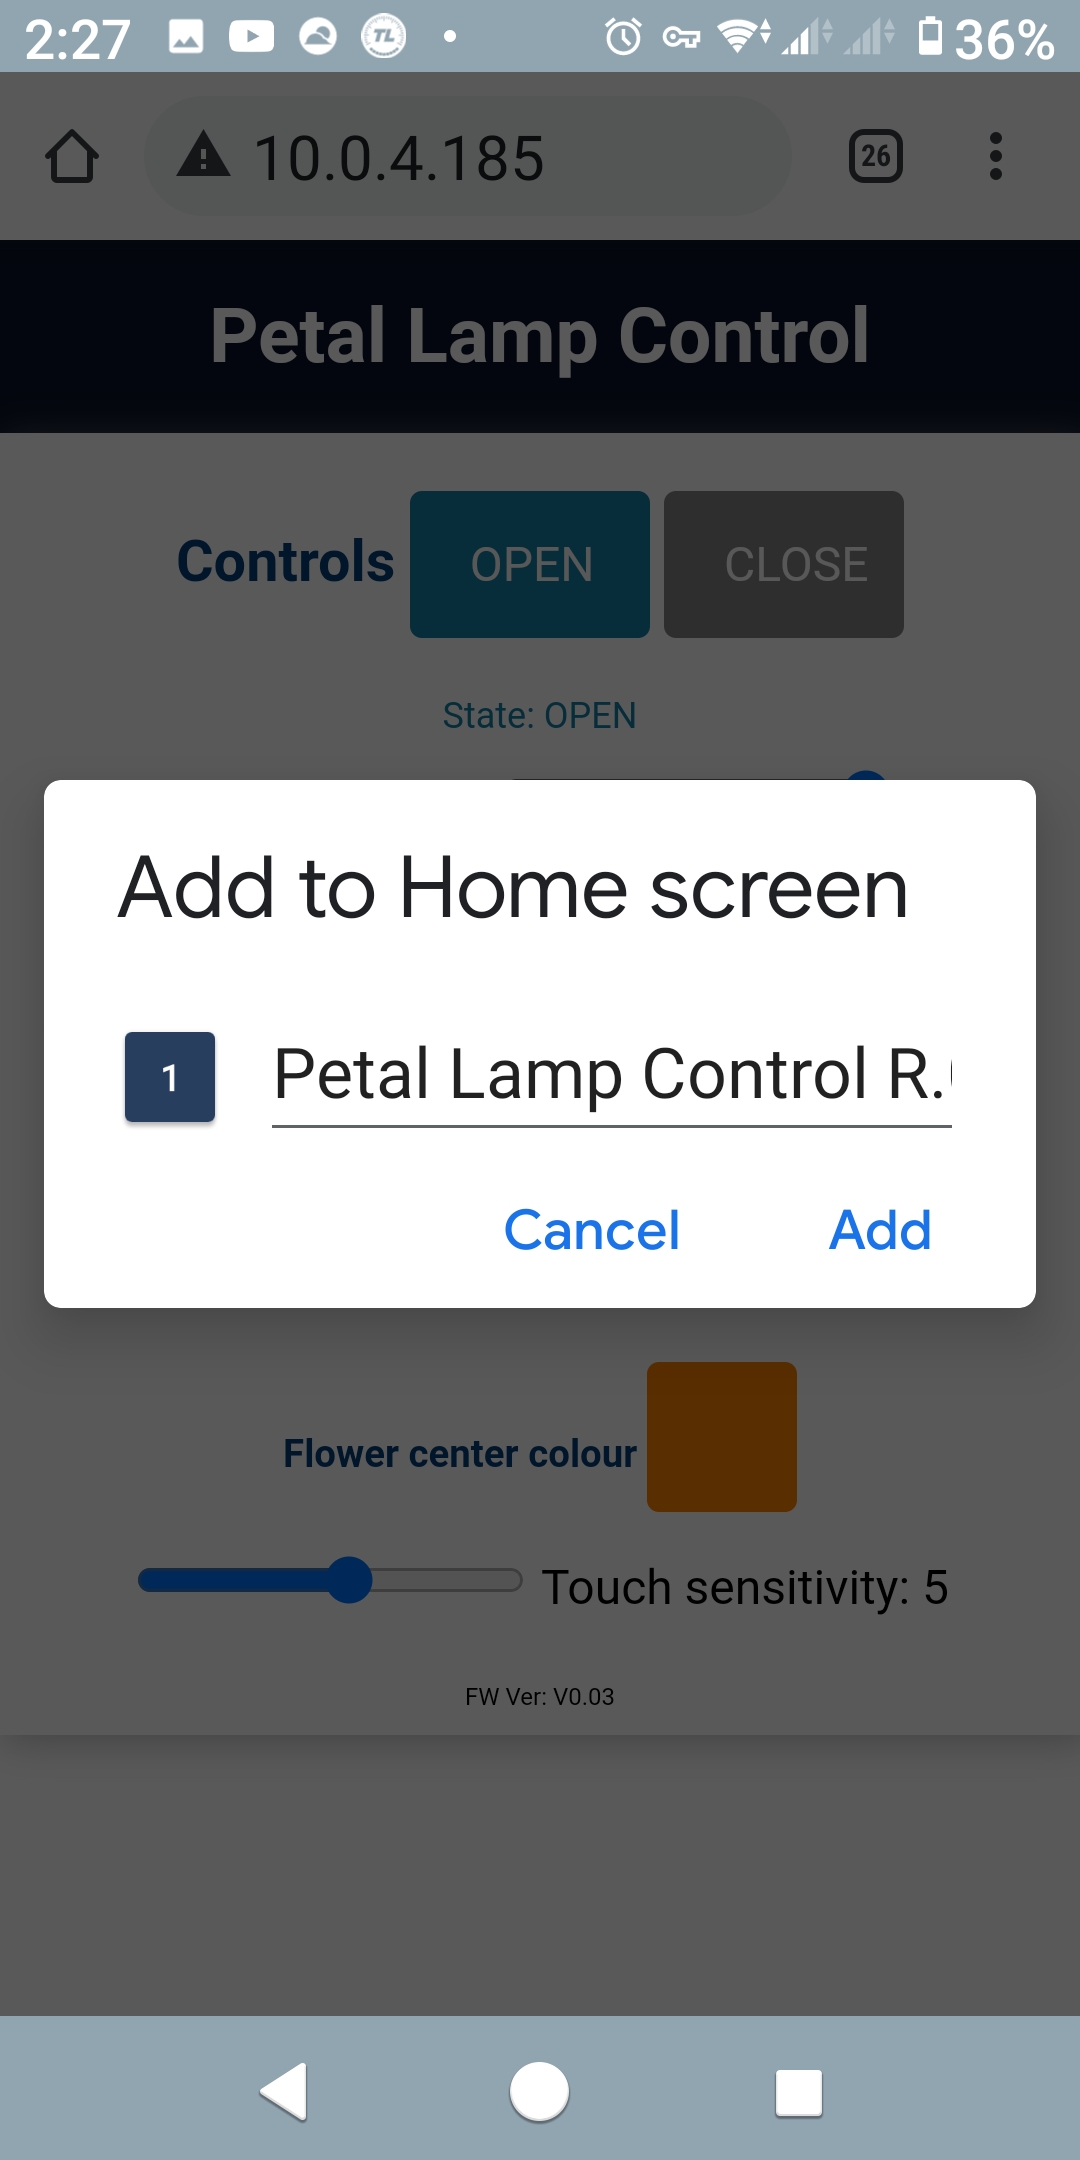 2:27 TL 36%
10.0.4.185 26
Petal Lamp Control
Controls OPEN CLOSE
State: OPEN
Add to Home screen
1 Petal Lamp Control R.
Cancel Add
Flower center colour
Touch sensitivity: 5
FW Ver: V0.03